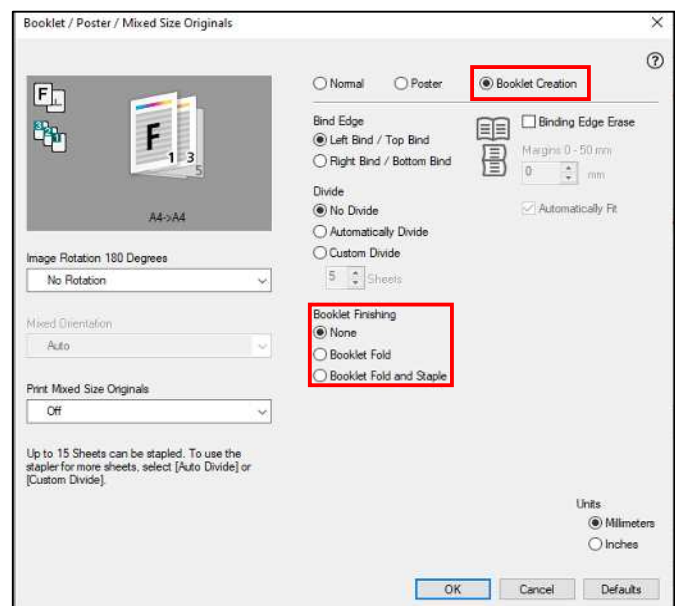 Booklet / Poster / Mixed Size Originals
Normal
Poster
Booklet Creation
F
F
1
3
5
A4->A4
Image Rotation 180 Degrees
No Rotation
Mixed Orientation
Auto
Print Mixed Size Originals
Off
Up to 15 Sheets can be stapled. To use the
stapler for more sheets, select [Auto Divide] or
[Custom Divide].
Bind Edge
Left Bind / Top Bind
Right Bind / Bottom Bind
Divide
No Divide
Automatically Divide
Custom Divide
5 Sheets
Booklet Finishing
None
Booklet Fold
Booklet Fold and Staple
Binding Edge Erase
Margins 0 - 50 mm
0 mm
Automatically Fit
Units
Millimeters
Inches
OK
Cancel
Defaults